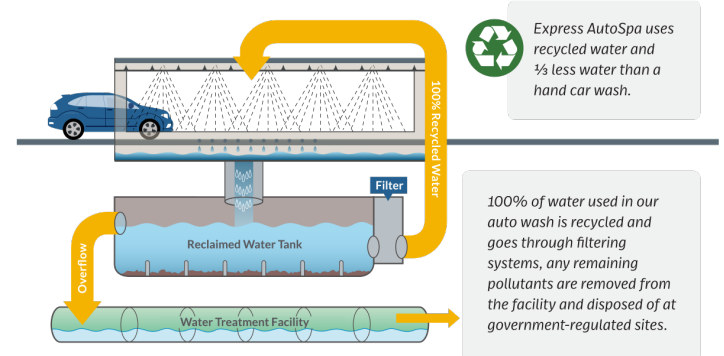 Express AutoSpa uses
recycled water and
⅓ less water than a
hand car wash.
100% Recycled Water
Filter
100% of water used in our
auto wash is recycled and
goes through filtering
systems, any remaining
pollutants are removed from
the facility and disposed of at
government-regulated sites.
Reclaimed Water Tank
Overflow
Water Treatment Facility